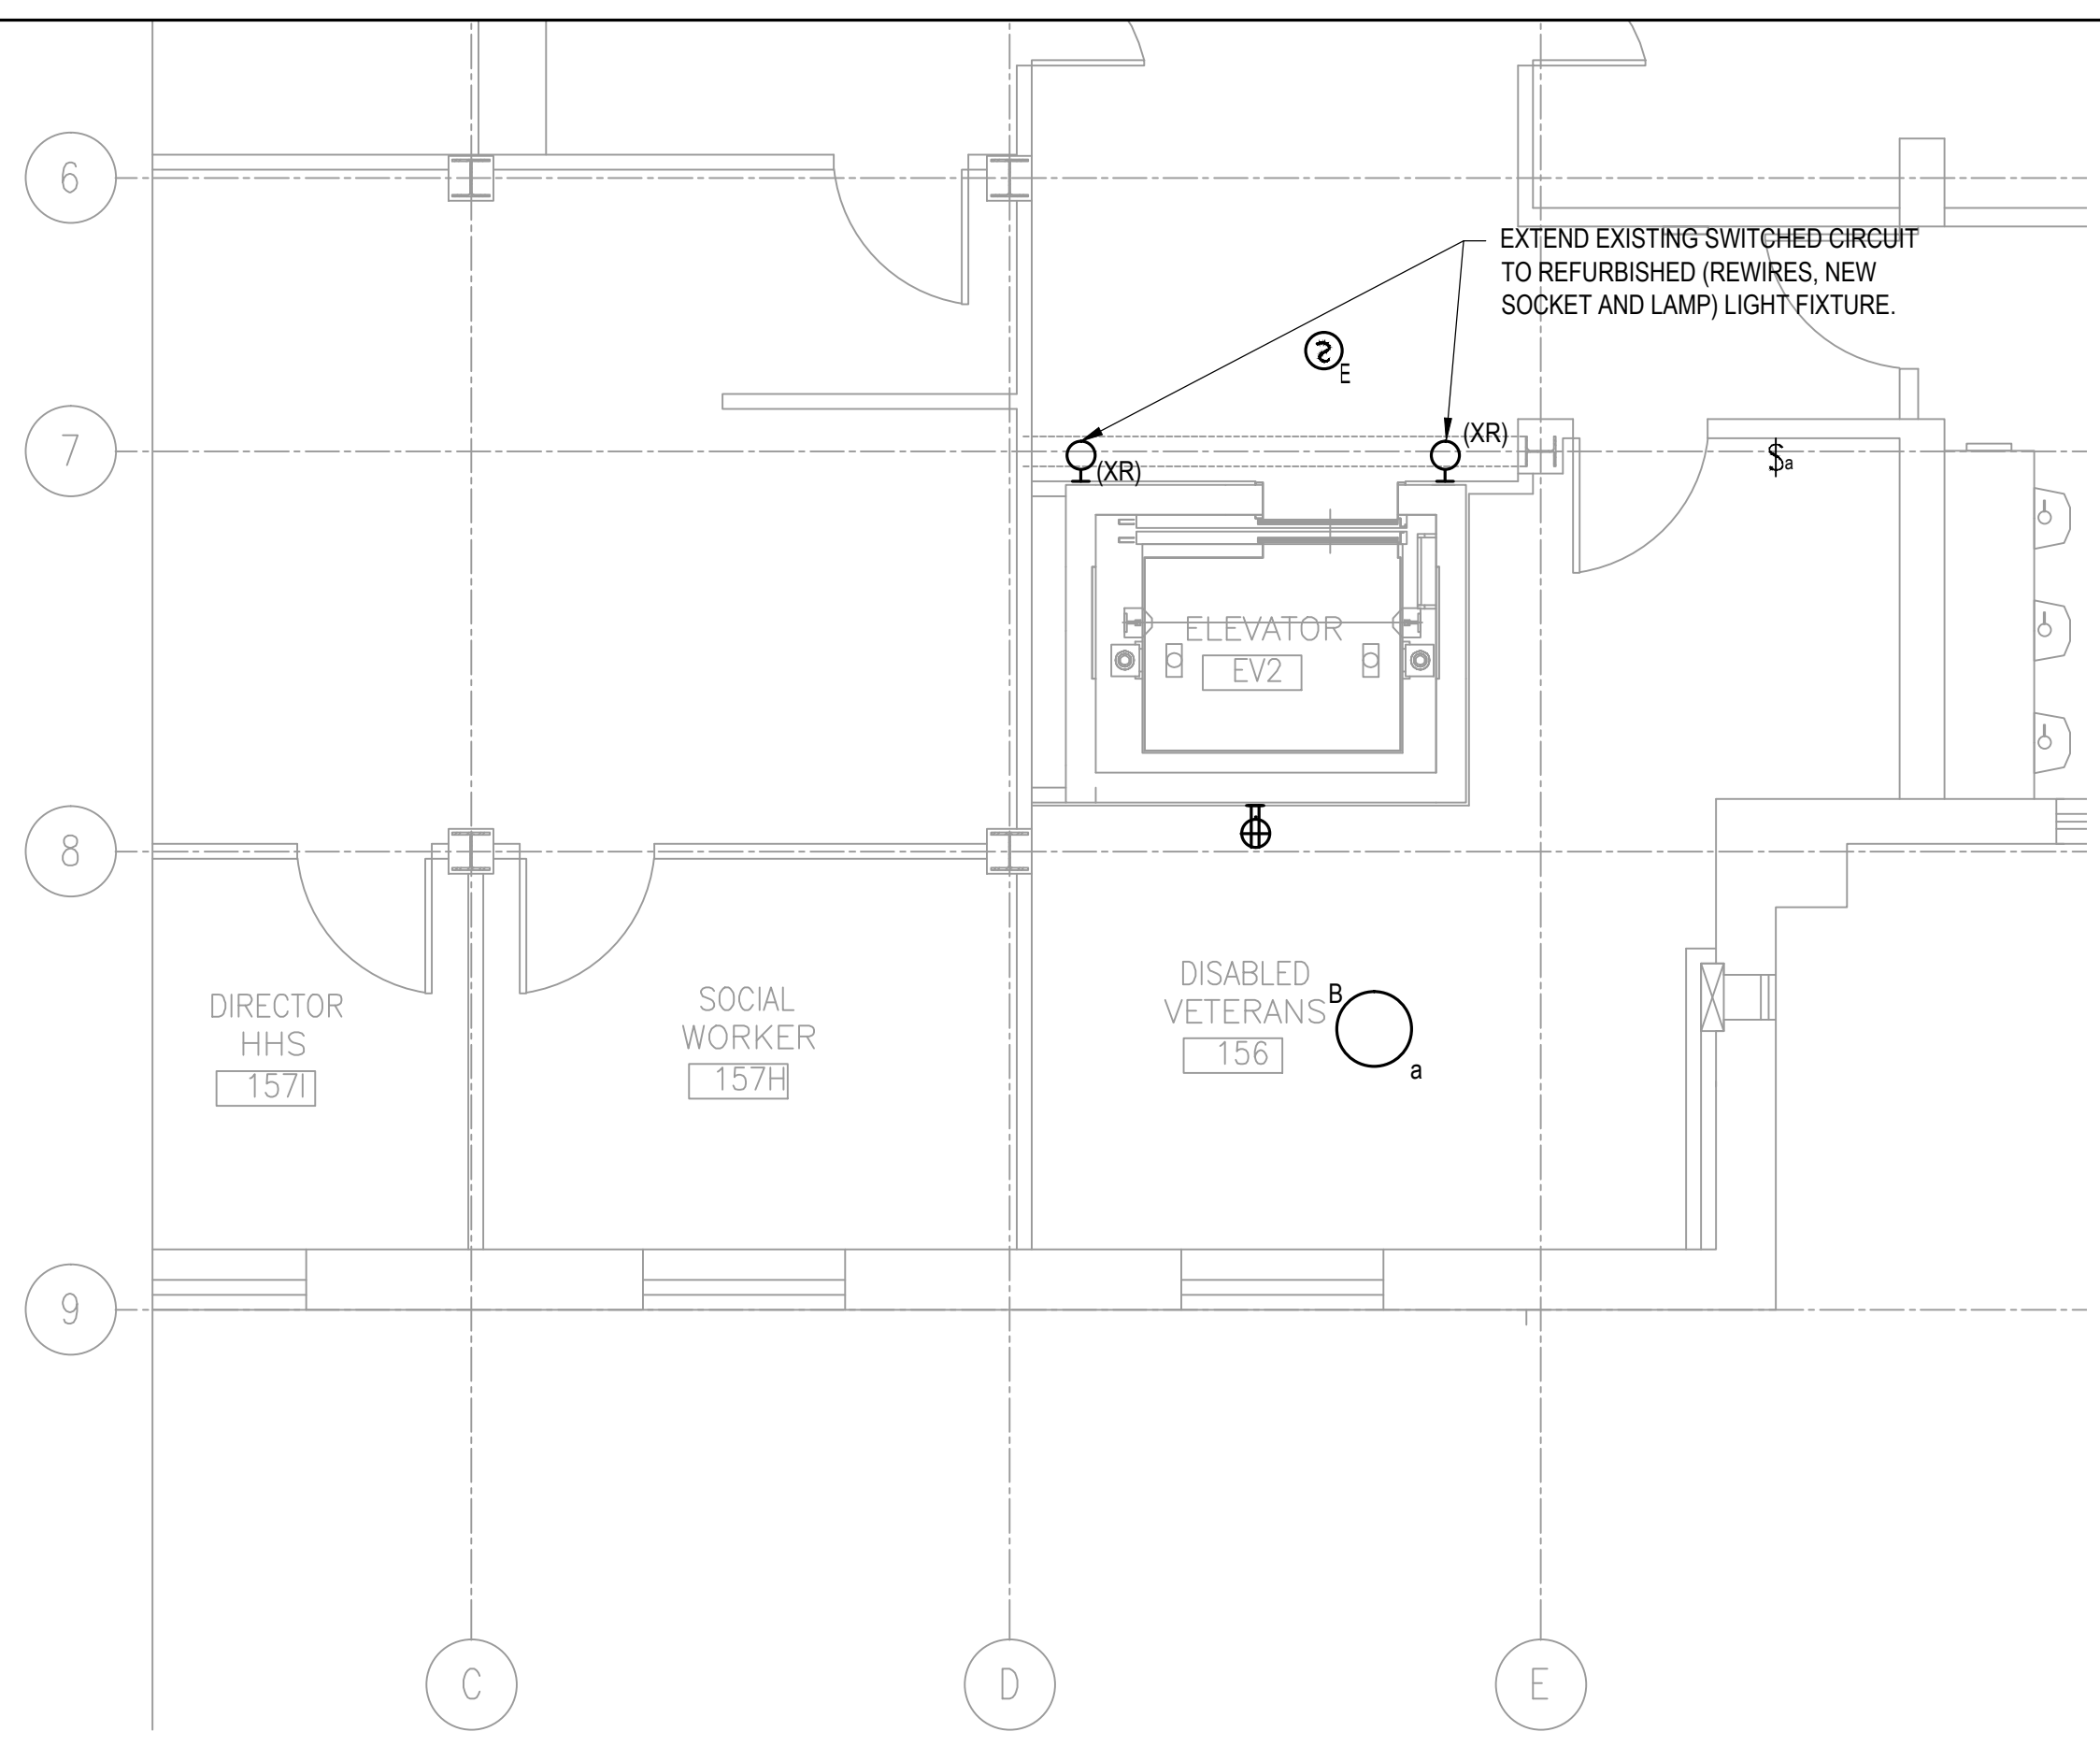 6
EXTEND EXISTING SWITCHED CIRCUIT
TO REFURBISHED (REWIRES, NEW
SOCKET AND LAMP) LIGHT FIXTURE.
E
7
(XR)
(XR)
$a
ELEVATOR
EV2
8
DIRECTOR
HHS
157I
SOCIAL
WORKER
157H
DISABLED
VETERANS
156
B
a
9
C
D
E